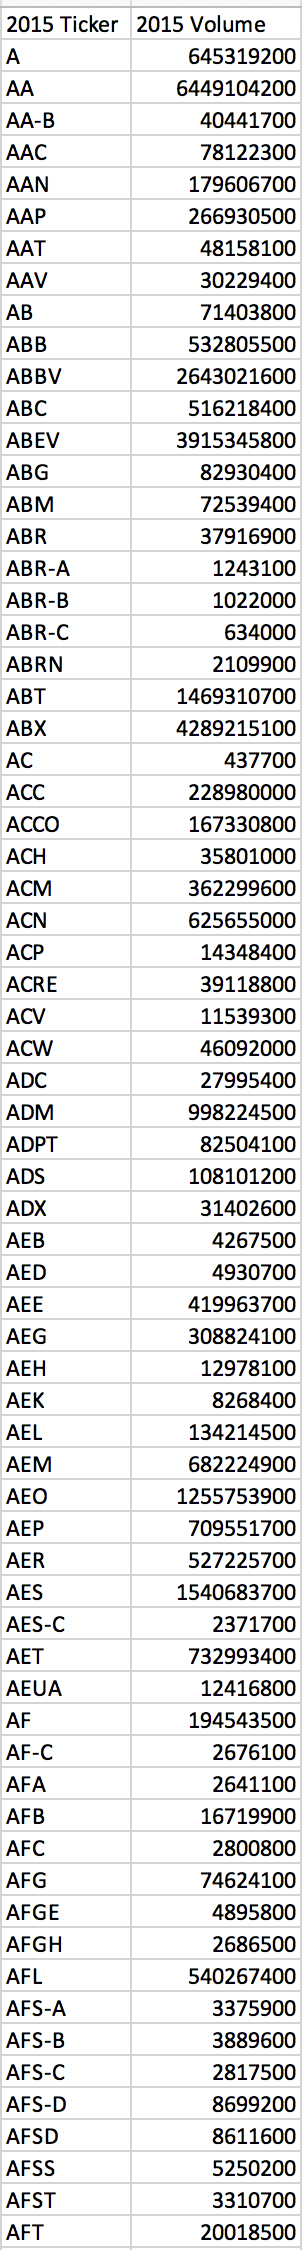 2015 Ticker 2015 Volume
A 645319200
AA 6449104200
AA-B 40441700
AAC 78122300
AAN 179606700
AAP 266930500
AAT 48158100
AAV 30229400
AB 71403800
ABB 532805500
ABBV 2643021600
ABC 516218400
ABEV 3915345800
ABG 82930400
ABM 72539400
ABR 37916900
ABR-A 1243100
ABR-B 1022000
ABR-C 634000
ABRN 2109900
ABT 1469310700
ABX 4289215100
AC 437700
ACC 228980000
ACCO 167330800
ACH 35801000
ACM 362299600
ACN 625655000
ACP 14348400
ACRE 39118800
ACV 11539300
ACW 46092000
ADC 27995400
ADM 998224500
ADPT 82504100
ADS 108101200
ADX 31402600
AEB 4267500
AED 4930700
AEE 419963700
AEG 308824100
AEH 12978100
AEK 8268400
AEL 134214500
AEM 682224900
AEO 1255753900
AEP 709551700
AER 527225700
AES 1540683700
AES-C 2371700
AET 732993400
AEUA 12416800
AF 194543500
AF-C 2676100
AFA 2641100
AFB 16719900
AFC 2800800
AFG 74624100
AFGE 4895800
AFGH 2686500
AFL 540267400
AFS-A 3375900
AFS-B 3889600
AFS-C 2817500
AFS-D 8699200
AFSD 8611600
AFSS 5250200
AFST 3310700
AFT 20018500